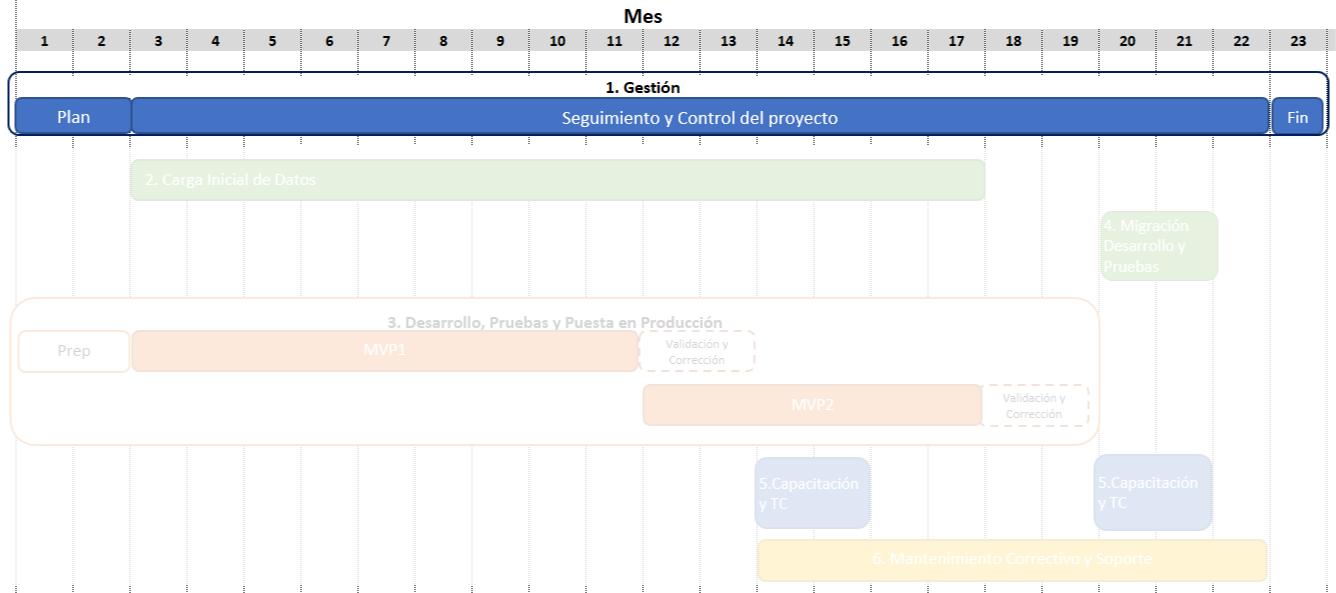 Mes
1 2 3 4 5 6 7 8 9 10 11 12 13 14 15 16 17 18 19 20 21 22 23
1. Gestión
Plan Seguimiento y Control del proyecto Fin
2. Carga Inicial de Datos
4. Migración
Desarrollo y
Pruebas
3. Desarrollo, Pruebas y Puesta en Producción
Prep MVP1
Validación y
Corrección
MVP2
Validación y
Corrección
5.Capacitación
y TC
5.Capacitación
y TC
6. Mantenimiento Correctivo y Soporte